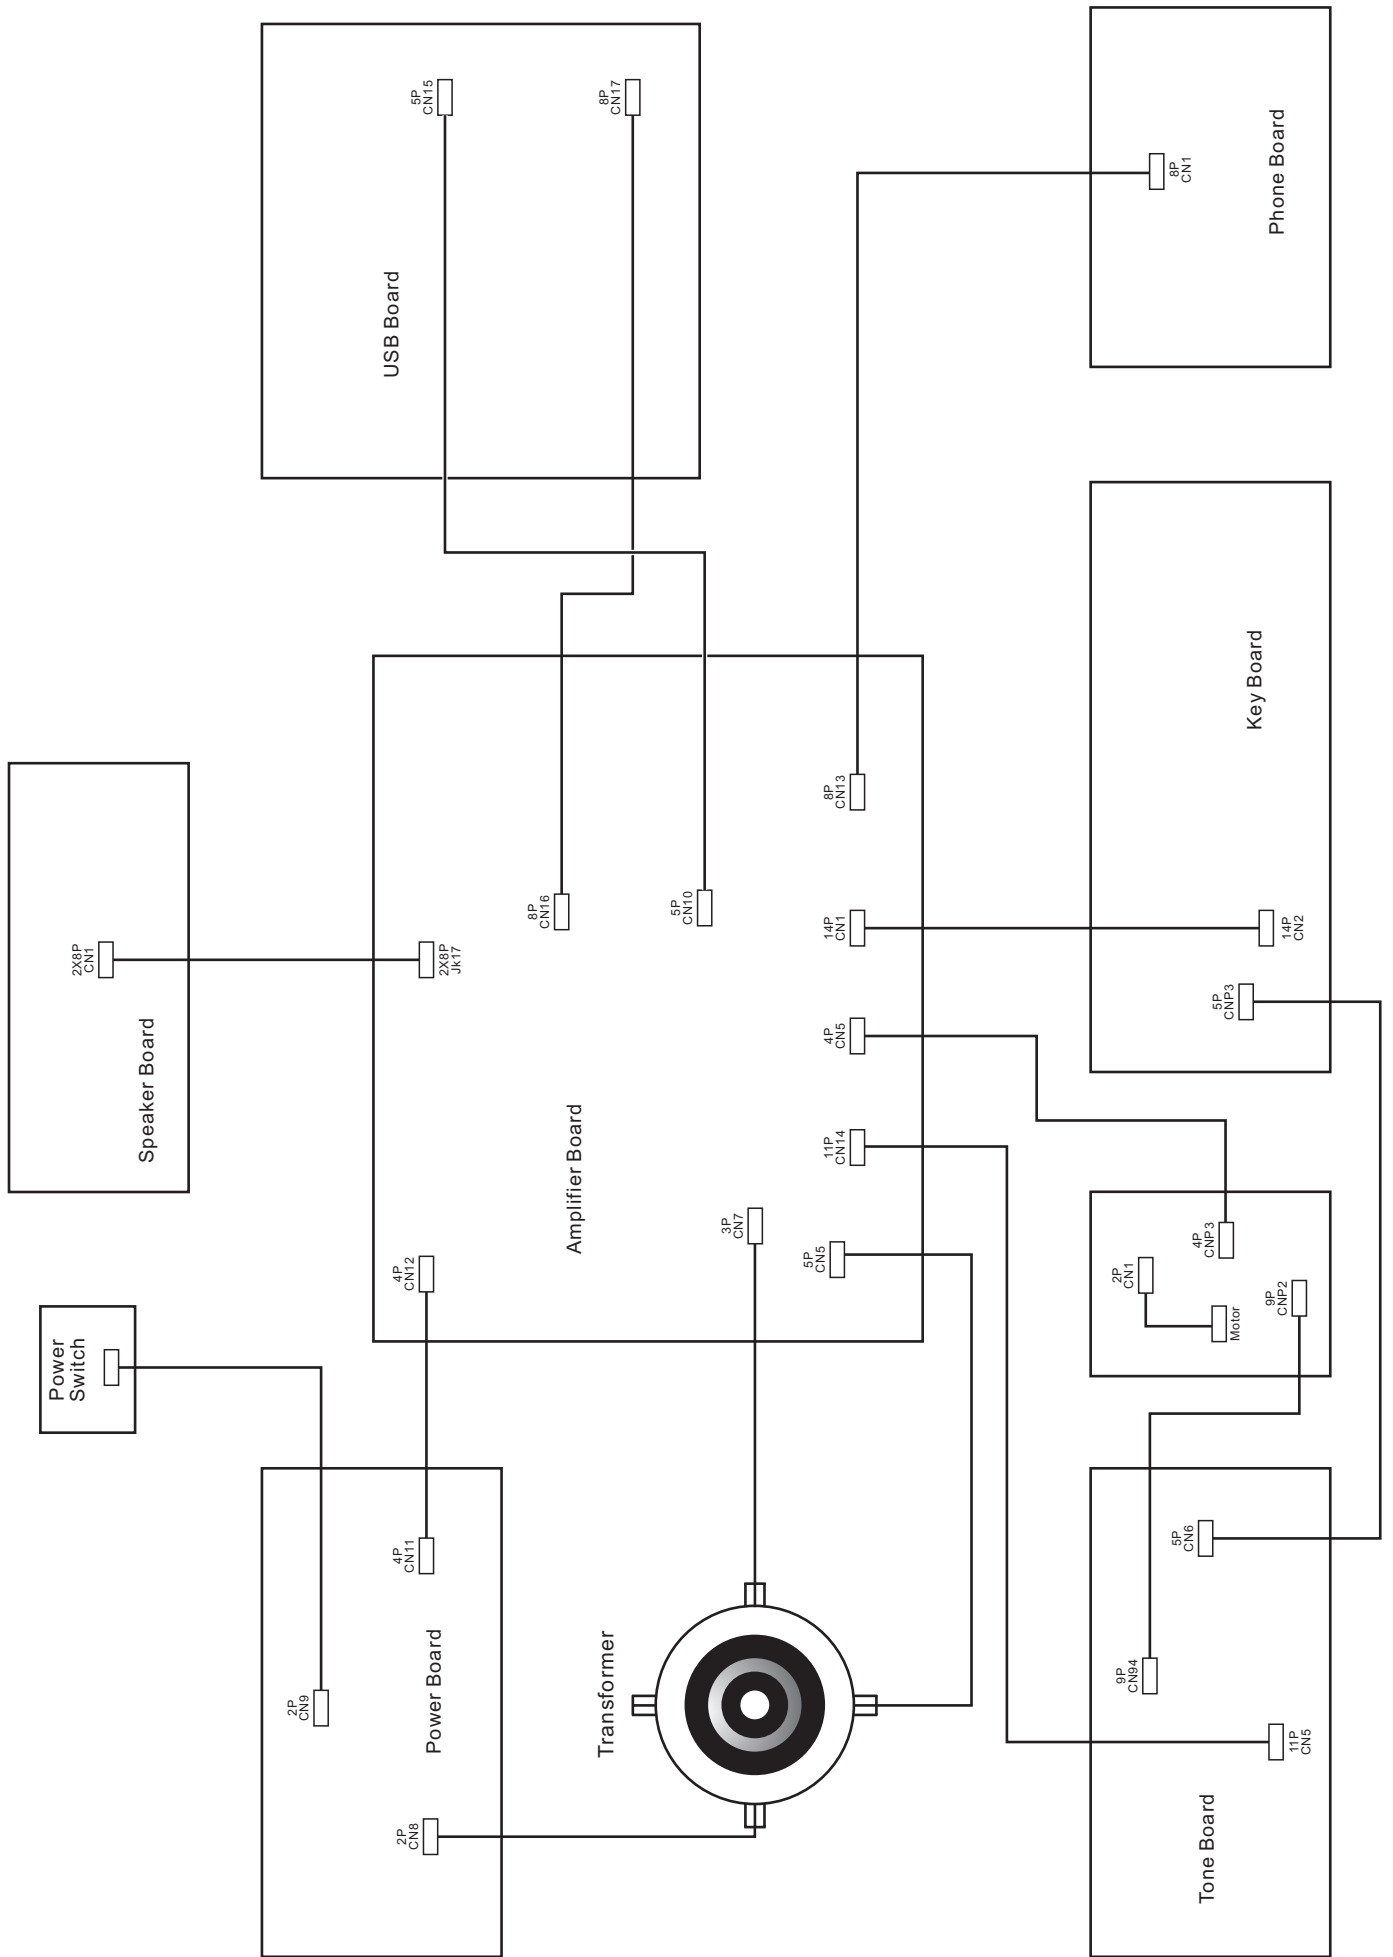 5P
CN15
8P
CN17
USB Board
8P
CN1
Phone Board
2X8P
CN1
Speaker Board
2X8P
Jk17
8P
CN16
5P
CN10
8P
CN13
14P
CN1
4P
CN5
11P
CN14
Amplifier Board
3P
CN7
5P
CN5
4P
CN12
Key Board
14P
CN2
5P
CNP3
Power
Switch
4P
CNP3
2P
CN1
9P
CNP2
Motor
4P
CN11
2P
CN9
Power Board
2P
CN8
Transformer
5P
CN6
9P
CN94
11P
CN5
Tone Board